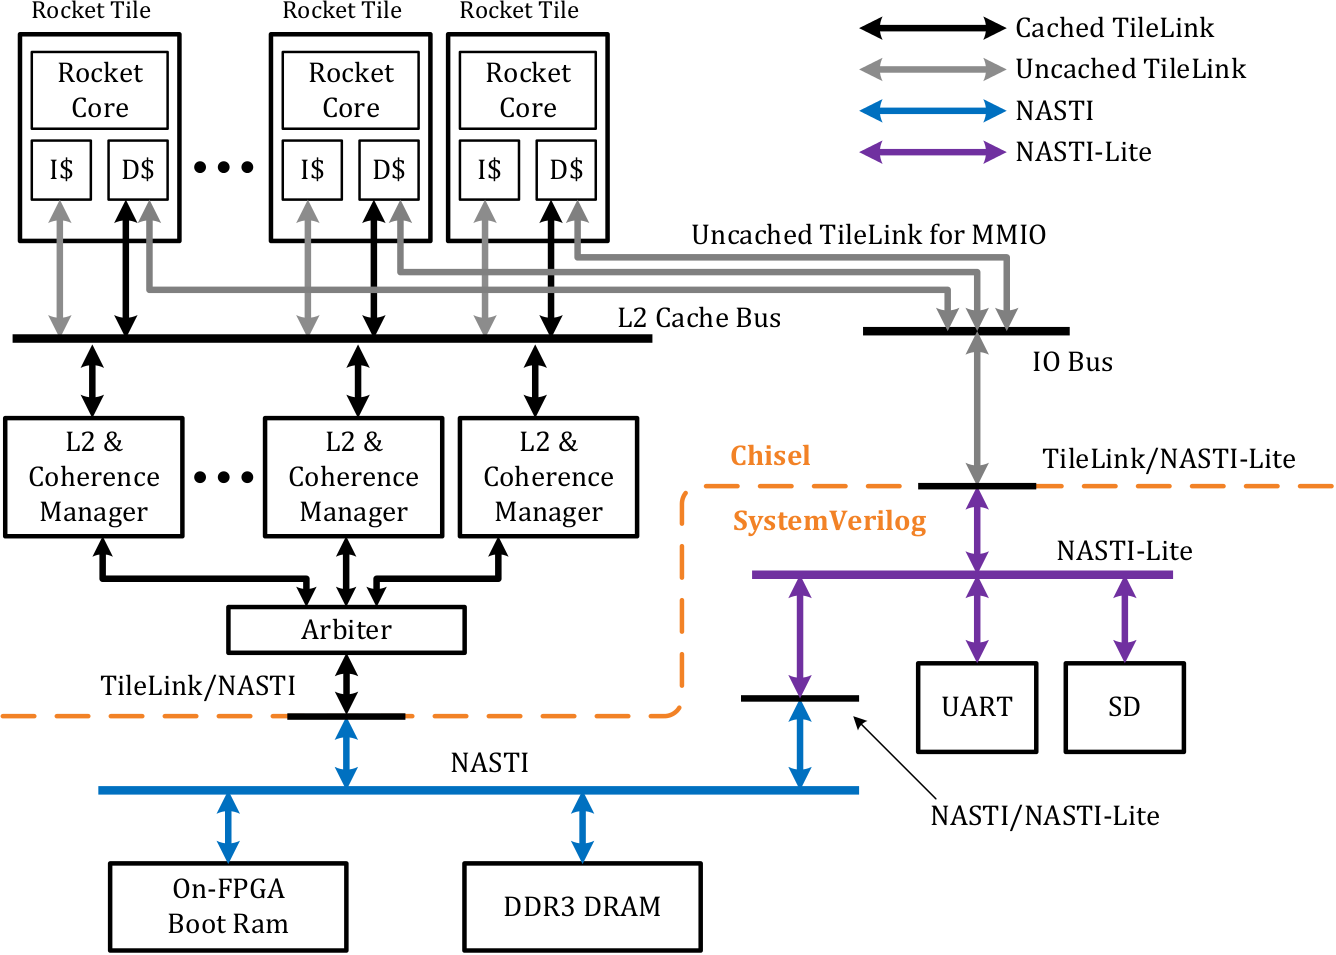 Rocket Tile
Rocket Tile
Rocket Tile
Cached TileLink
Uncached TileLink
NASTI
NASTI-Lite
Rocket
Core
I$
D$
Rocket
Core
I$
D$
Rocket
Core
I$
D$
Uncached TileLink for MMIO
L2 Cache Bus
IO Bus
L2 &
Coherence
Manager
L2 &
Coherence
Manager
L2 &
Coherence
Manager
Chisel
SystemVerilog
TileLink/NASTI-Lite
NASTI-Lite
Arbiter
TileLink/NASTI
UART
SD
NASTI
NASTI/NASTI-Lite
On-FPGA
Boot Ram
DDR3 DRAM